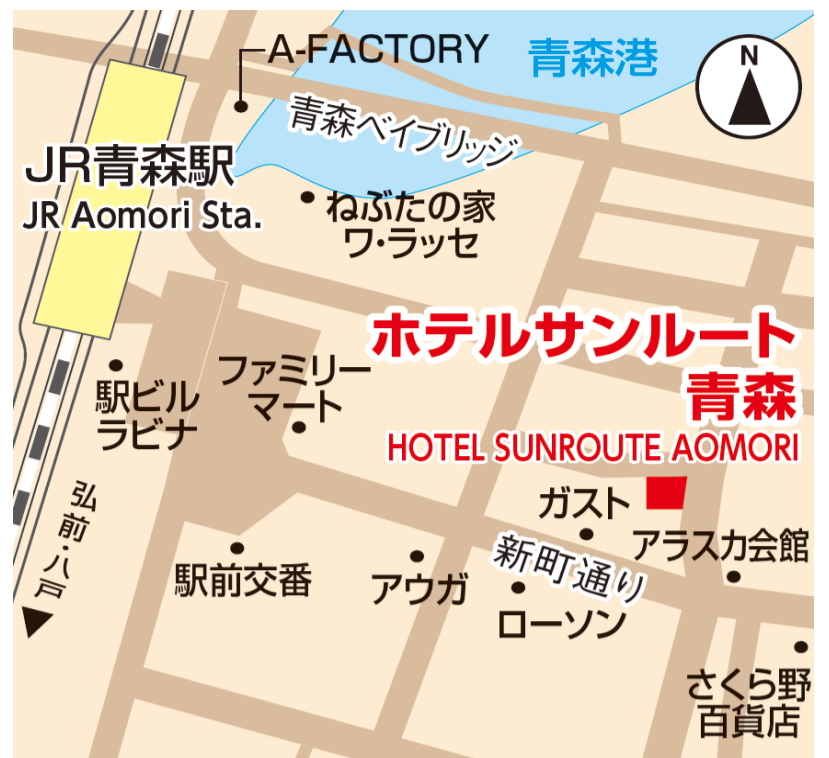 A-FACTORY
青森港
N
青森ベイブリッジ
JR青森駅
JR Aomori Sta.
ねぶたの家
ワ・ラッセ
ホテルサンルート
青森
HOTEL SUNROUTE AOMORI
ファミリー
マート
駅ビル
ラビナ
弘前・八戸
ガスト
アラスカ会館
新町通り
駅前交番
アウガ
ローソン
さくら野
百貨店